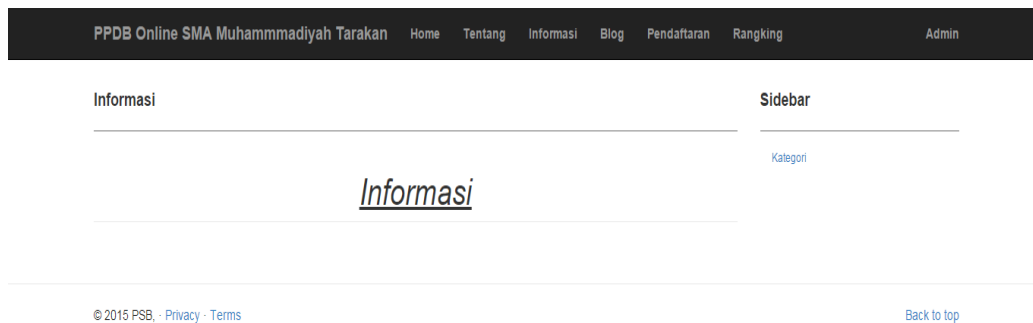 PPDB Online SMA Muhammmadiyah Tarakan Home Tentang Informasi Blog Pendaftaran Rangking Admin
Informasi
Sidebar
Kategori
Informasi
© 2015 PSB, · Privacy · Terms
Back to top